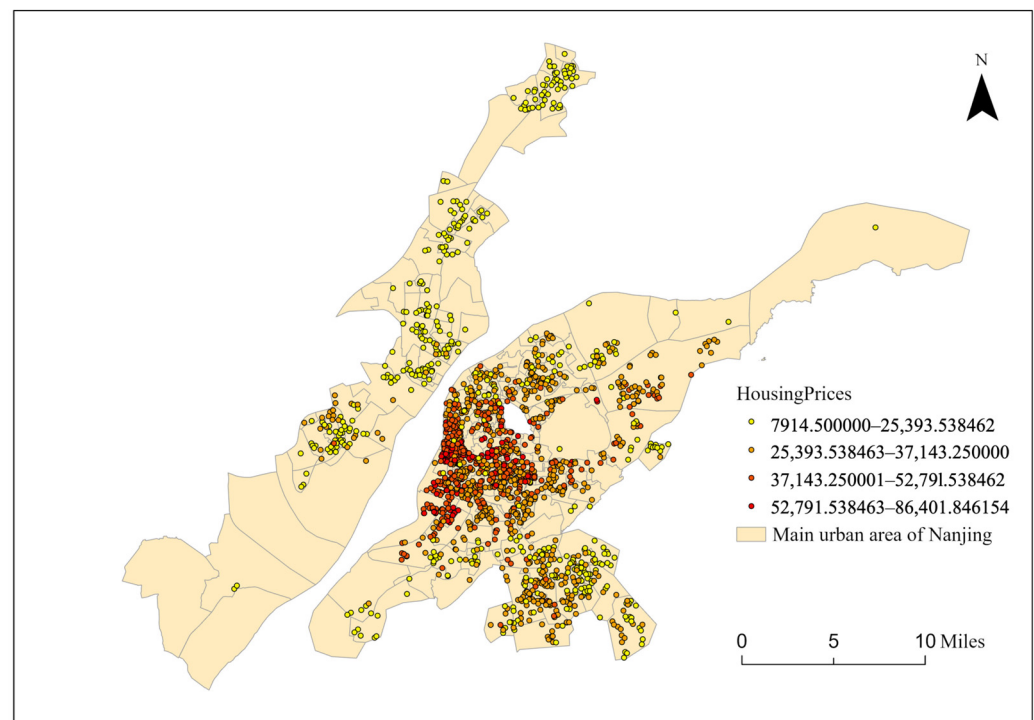 N
HousingPrices
7914.500000–25,393.538462
25,393.538463–37,143.250000
37,143.250001–52,791.538462
52,791.538463–86,401.846154
Main urban area of Nanjing
0 5 10 Miles